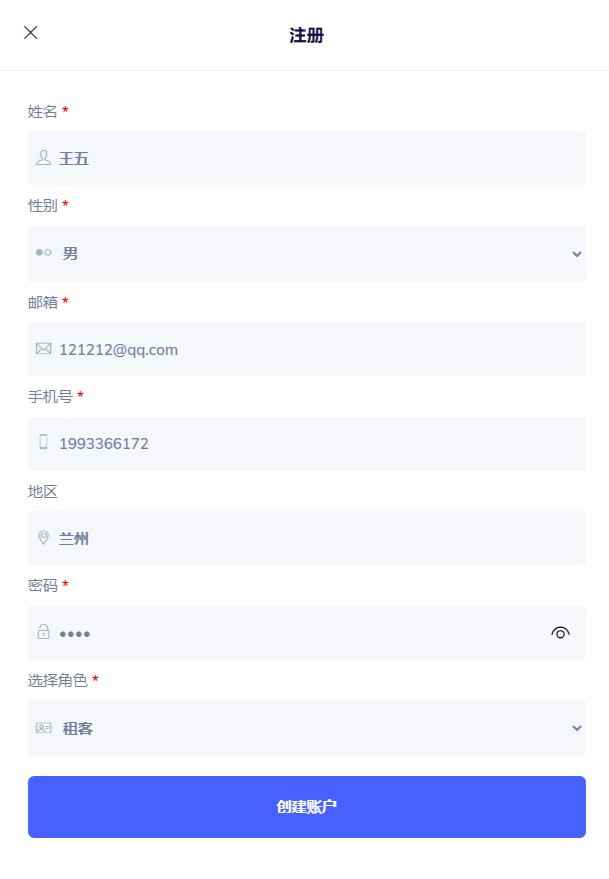 注册
姓名 *
王五
性别 *
男
邮箱 *
121212@qq.com
手机号 *
1993366172
地区
兰州
密码 *
••••
选择角色 *
租客
创建账户